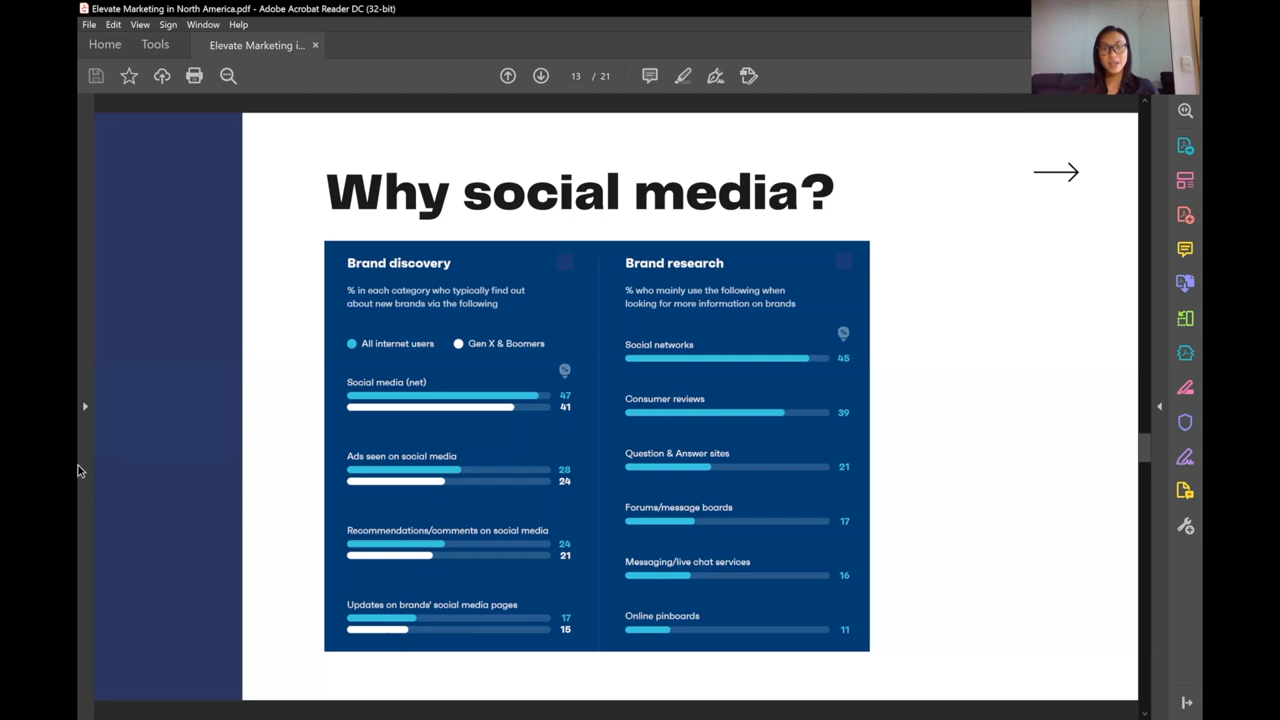 Elevate Marketing in North America.pdf - Adobe Acrobat Reader DC (32-bit)
File Edit View Sign Window Help
Home Tools Elevate Marketing i... ×
13 / 21
Why social media?
Brand discovery
% in each category who typically find out
about new brands via the following
All internet users Gen X & Boomers
%
Social media (net)
47
41
Ads seen on social media
28
24
Recommendations/comments on social media
24
21
Updates on brands' social media pages
17
15
Brand research
% who mainly use the following when
looking for more information on brands
%
Social networks
45
Consumer reviews
39
Question & Answer sites
21
Forums/message boards
17
Messaging/live chat services
16
Online pinboards
11